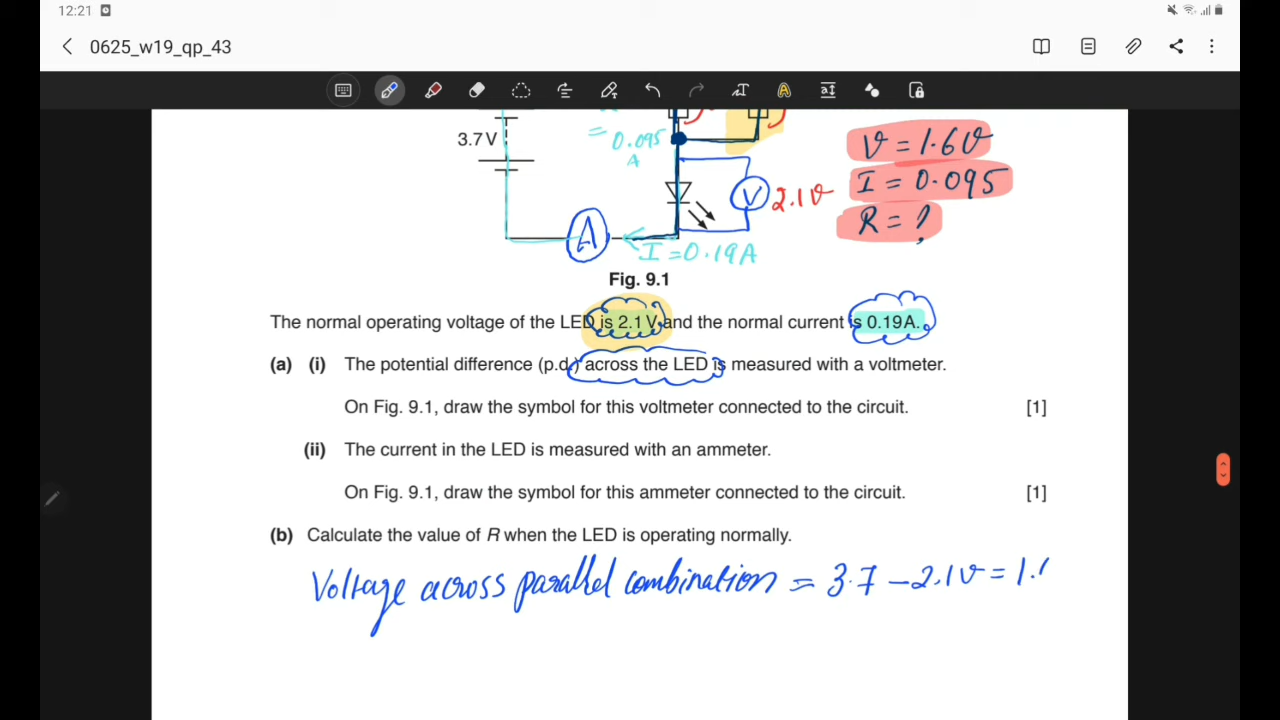 12:21
0625_w19_qp_43
3.7 V
= 0.095
A
V = 1.6v
I = 0.095
R = ?
V
2.1v
A
I = 0.19A
Fig. 9.1
The normal operating voltage of the LED is 2.1 V and the normal current is 0.19 A.
(a) (i) The potential difference (p.d.) across the LED is measured with a voltmeter.
On Fig. 9.1, draw the symbol for this voltmeter connected to the circuit. [1]
(ii) The current in the LED is measured with an ammeter.
On Fig. 9.1, draw the symbol for this ammeter connected to the circuit. [1]
(b) Calculate the value of R when the LED is operating normally.
Voltage across parallel combination = 3.7 – 2.1v = 1.